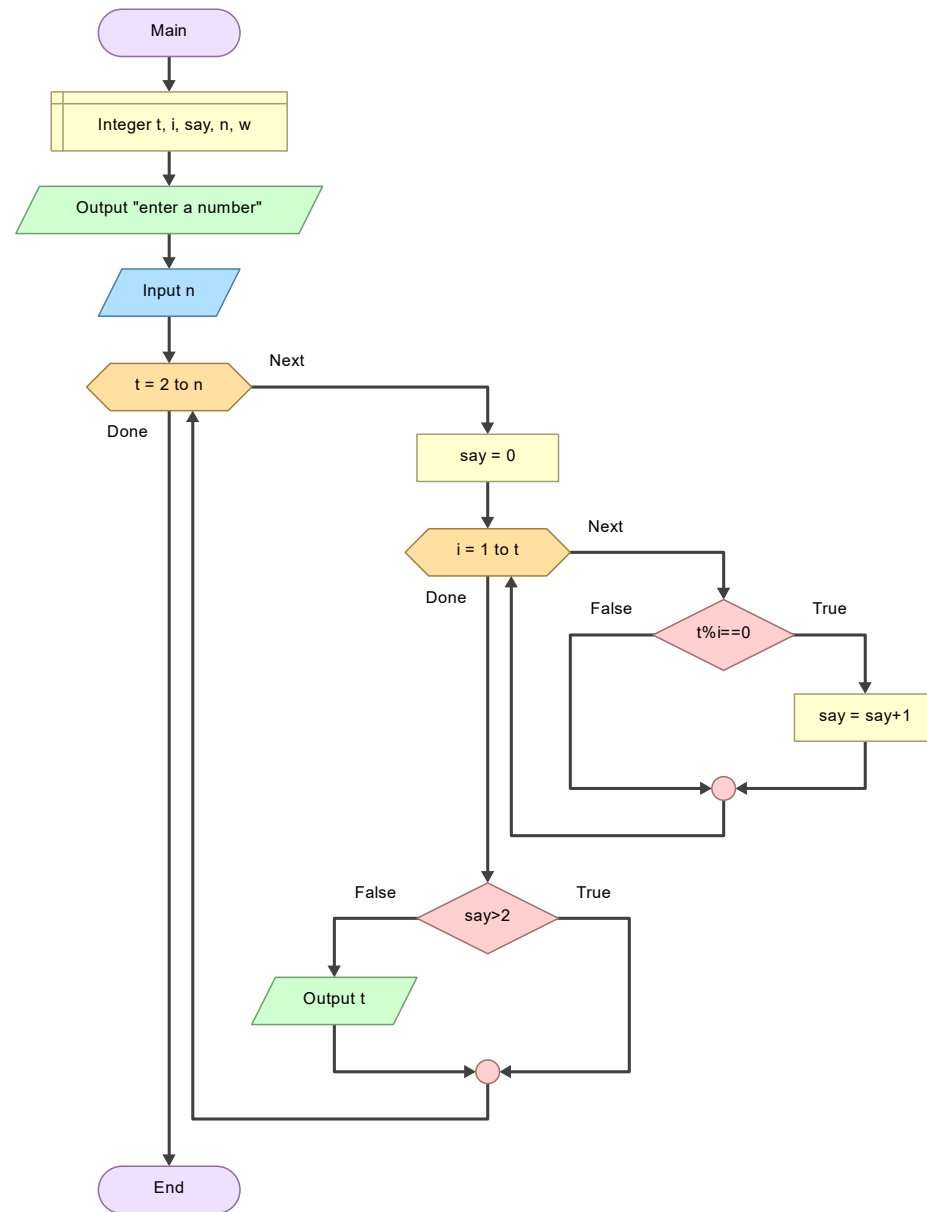 Main
Integer t, i, say, n, w
Output "enter a number"
Input n
t = 2 to n
Next
Done
say = 0
i = 1 to t
Next
Done
t%i==0
False
True
say = say+1
say>2
False
True
Output t
End